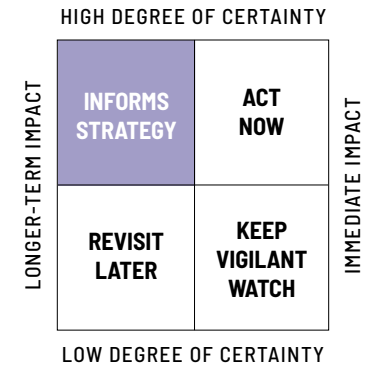 HIGH DEGREE OF CERTAINTY
LONGER-TERM IMPACT
INFORMS
STRATEGY
ACT
NOW
IMMEDIATE IMPACT
REVISIT
LATER
KEEP
VIGILANT
WATCH
LOW DEGREE OF CERTAINTY